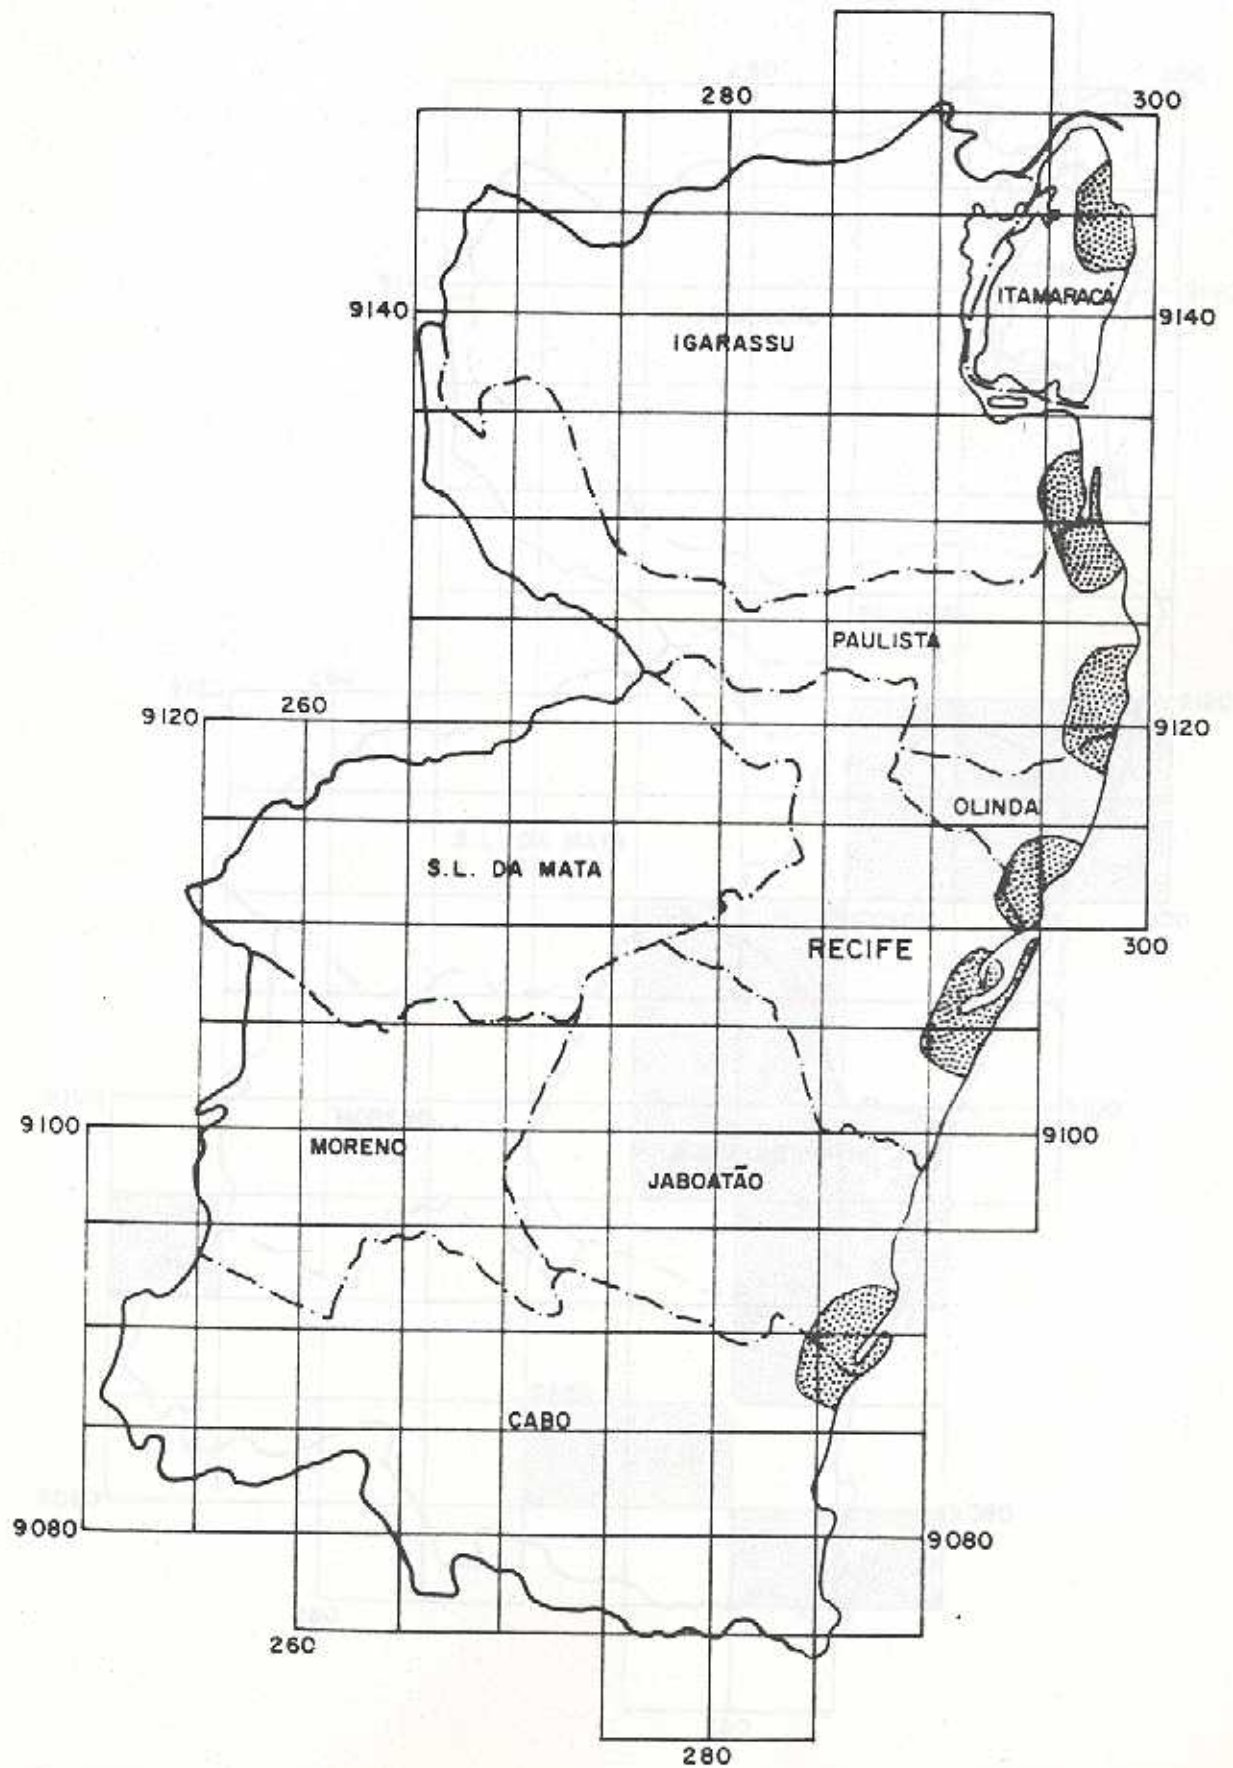 280
300
ITAMARACÁ
9140
9140
IGARASSU
PAULISTA
260
9120
9120
OLINDA
S.L. DA MATA
RECIFE
300
9100
9100
MORENO
JABOATÃO
CABO
9080
9080
260
280